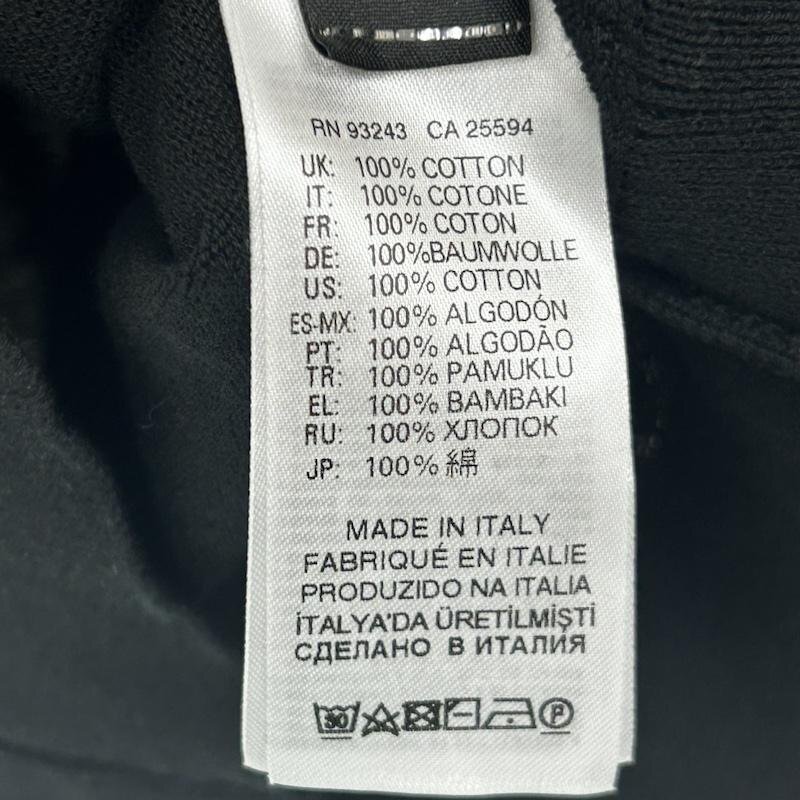 RN 93243 CA 25594
UK: 100% COTTON
IT: 100% COTONE
FR: 100% COTON
DE: 100%BAUMWOLLE
US: 100% COTTON
ES-MX: 100% ALGODÓN
PT: 100% ALGODÃO
TR: 100% PAMUKLU
EL: 100% BAMBAKI
RU: 100% ХЛОПОК
JP: 100% 綿
MADE IN ITALY
FABRIQUÉ EN ITALIE
PRODUZIDO NA ITALIA
İTALYA'DA ÜRETİLMİŞTİ
СДЕЛАНО В ИТАЛИЯ
30 P